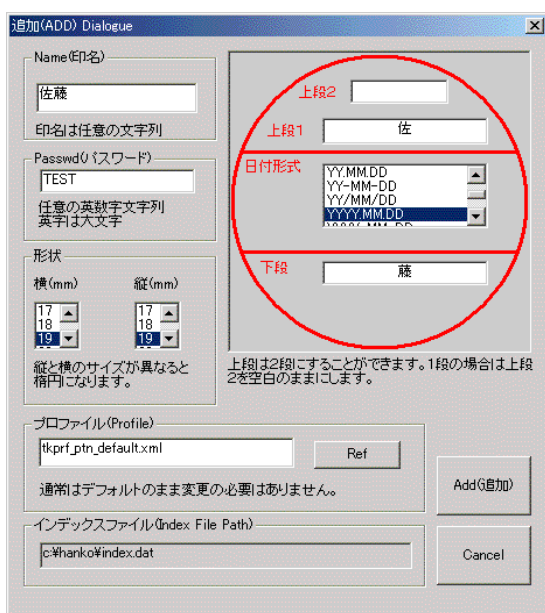 追加(ADD) Dialogue
Name(印名)
佐藤
印名は任意の文字列
Passwd(パスワード)
TEST
任意の英数字文字列
英字は大文字
形状
横(mm)
縦(mm)
17
18
19
17
18
19
縦と横のサイズが異なると
楕円になります。
上段2
上段1
佐
日付形式
YY.MM.DD
YY-MM-DD
YY/MM/DD
YYYY.MM.DD
下段
藤
上段は2段にすることができます。1段の場合は上段
2を空白のままにします。
プロファイル(Profile)
tkprf_ptn_default.xml
Ref
通常はデフォルトのまま変更の必要はありません。
インデックスファイル(Index File Path)
c:¥hanko¥index.dat
Add(追加)
Cancel